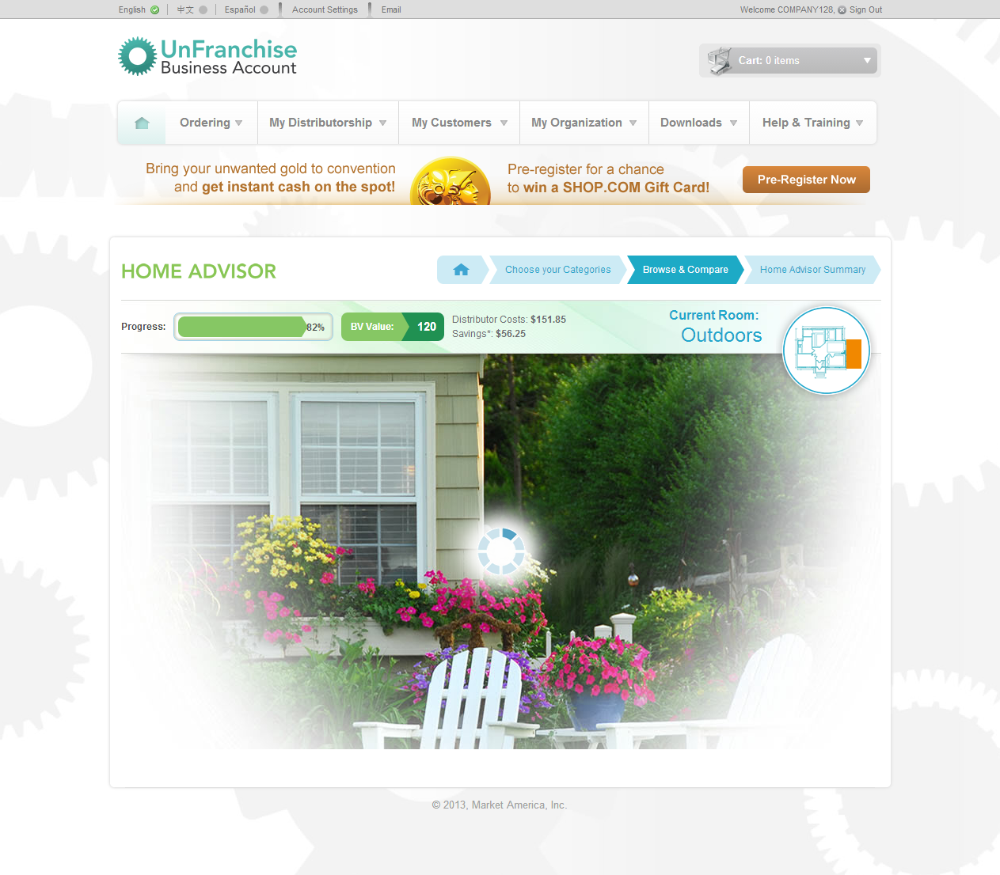 English 中文 Español Account Settings Email Welcome COMPANY128, Sign Out
UnFranchise
Business Account
Cart: 0 items
Ordering My Distributorship My Customers My Organization Downloads Help & Training
Bring your unwanted gold to convention
and get instant cash on the spot!
Pre-register for a chance
to win a SHOP.COM Gift Card!
Pre-Register Now
HOME ADVISOR
Choose your Categories Browse & Compare Home Advisor Summary
Progress: 82% BV Value: 120
Distributor Costs: $151.85
Savings*: $56.25
Current Room:
Outdoors
© 2013, Market America, Inc.